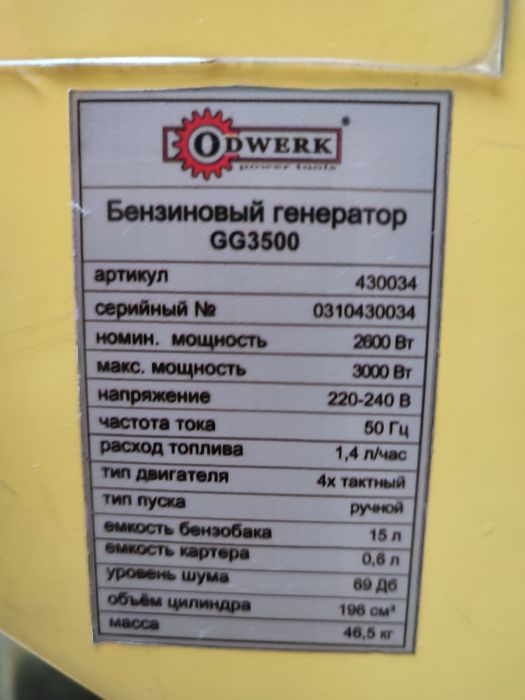 ODWERK®
power tools
Бензиновый генератор
GG3500
артикул 430034
серийный № 0310430034
номин. мощность 2600 Вт
макс. мощность 3000 Вт
напряжение 220-240 В
частота тока 50 Гц
расход топлива 1,4 л/час
тип двигателя 4х тактный
тип пуска ручной
емкость бензобака 15 л
емкость картера 0,6 л
уровень шума 69 Дб
объём цилиндра 196 см³
масса 46,5 кг